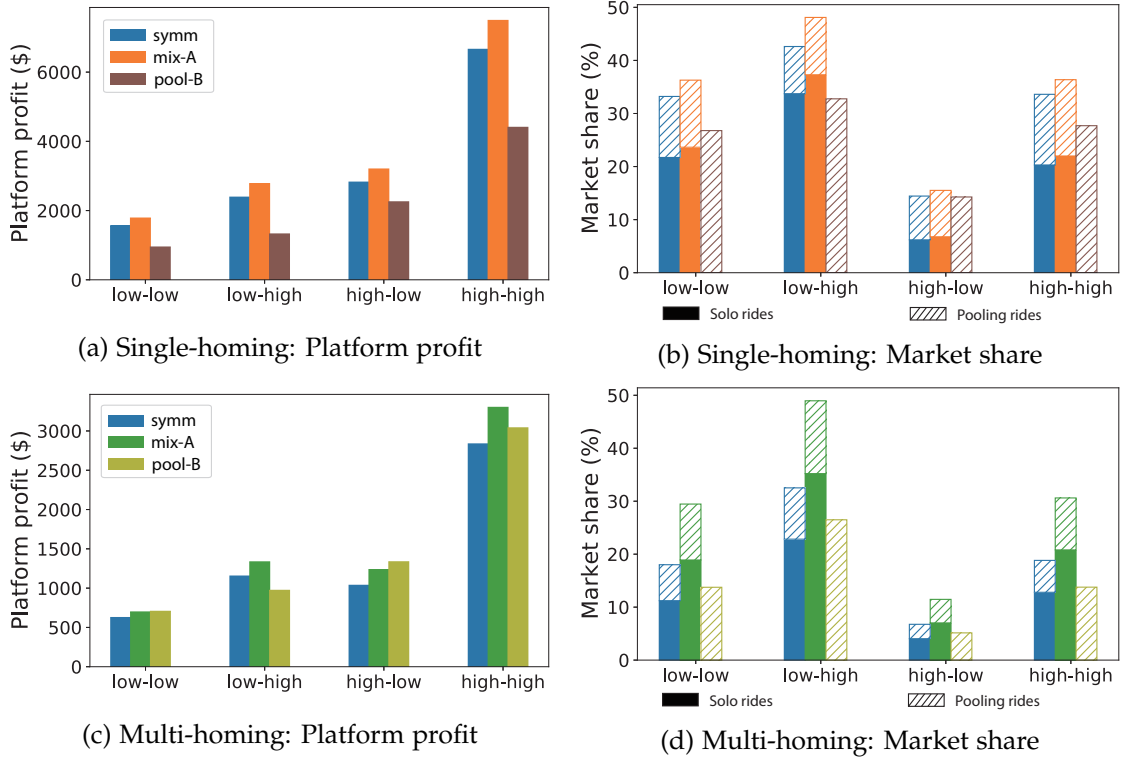 Platform profit ($)
6000
4000
2000
0
symm
mix-A
pool-B
low-low
low-high
high-low
high-high
(a) Single-homing: Platform profit
Market share (%)
50
40
30
20
10
0
low-low
low-high
high-low
high-high
Solo rides
Pooling rides
(b) Single-homing: Market share
Platform profit ($)
3000
2500
2000
1500
1000
500
0
symm
mix-A
pool-B
low-low
low-high
high-low
high-high
(c) Multi-homing: Platform profit
Market share (%)
50
40
30
20
10
0
low-low
low-high
high-low
high-high
Solo rides
Pooling rides
(d) Multi-homing: Market share